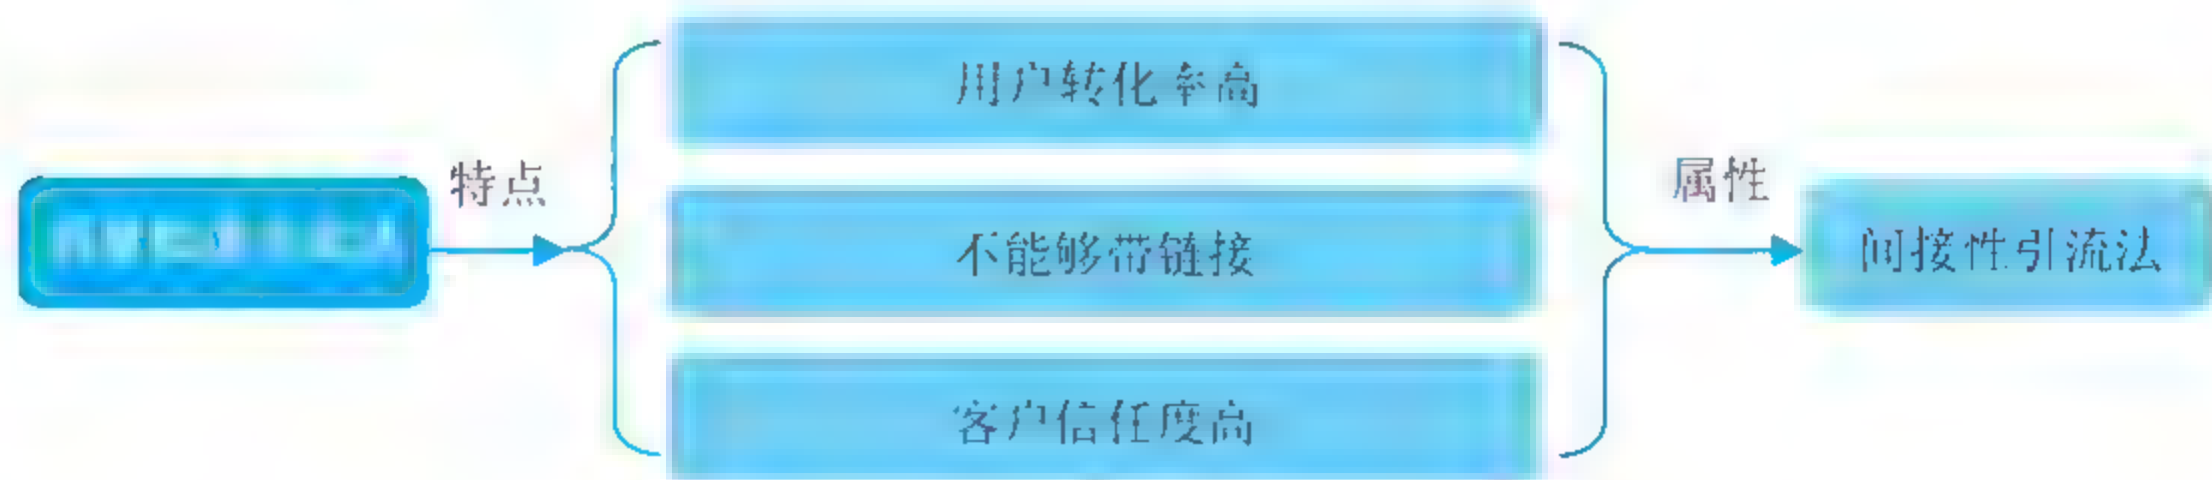 特点
用户转化率高
不能够带链接
客户信任度高
属性
间接性引流法